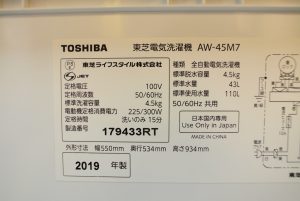 TOSHIBA 東芝電気洗濯機 AW-45M7
東芝ライフスタイル株式会社
JET
定格電圧 100V
定格周波数 50/60Hz
標準洗濯容量 4.5kg
電動機定格消費電力 225/300W
定格時間 洗いのみ 15分
製造番号 179433RT
種類 全自動電気洗濯機
標準脱水容量 4.5kg
標準水量 43L
標準使用水量 110L
50/60Hz 共用
日本国内専用
Use Only in Japan
MADE IN CHINA
外形寸法 幅550mm 奥行534mm 高さ934mm
2019 年製